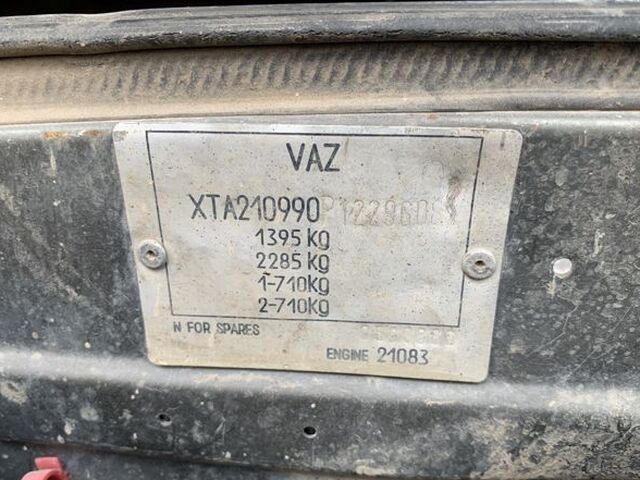 VAZ
XTA210990
1395 KG
2285 KG
1-710KG
2-710KG
N FOR SPARES
ENGINE 21083